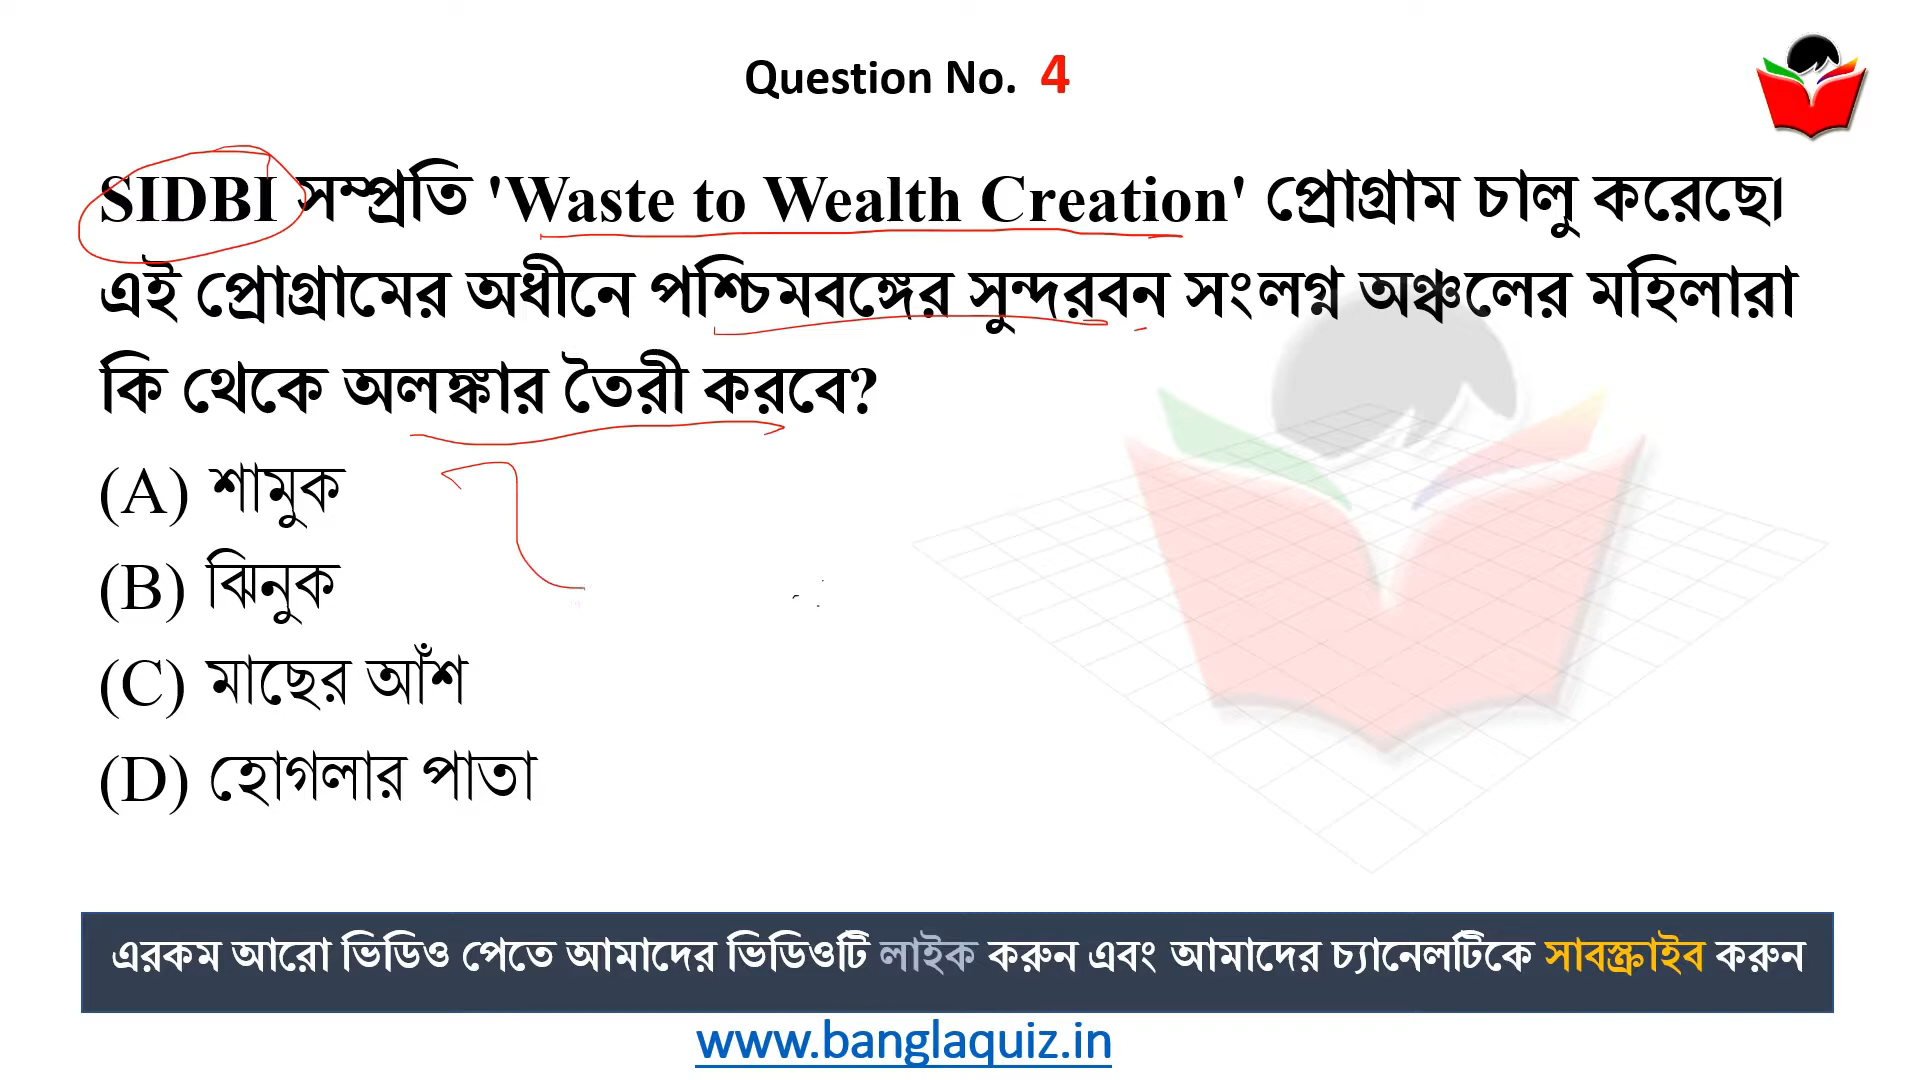 Question No. 4
SIDBI সম্প্রতি 'Waste to Wealth Creation' প্রোগ্রাম চালু করেছে।
এই প্রোগ্রামের অধীনে পশ্চিমবঙ্গের সুন্দরবন সংলগ্ন অঞ্চলের মহিলারা
কি থেকে অলঙ্কার তৈরী করবে?
(A) শামুক
(B) ঝিনুক
(C) মাছের আঁশ
(D) হোগলার পাতা
এরকম আরো ভিডিও পেতে আমাদের ভিডিওটি লাইক করুন এবং আমাদের চ্যানেলটিকে সাবস্ক্রাইব করুন
www.banglaquiz.in